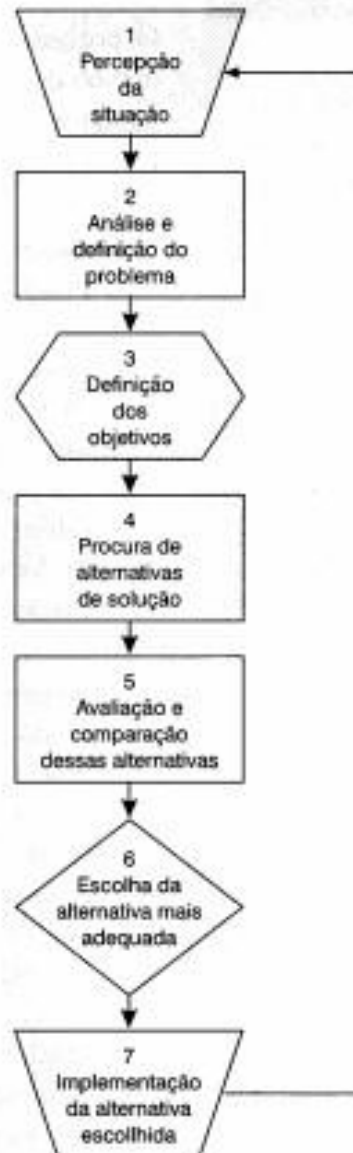 1
Percepção
da
situação
2
Análise e
definição do
problema
3
Definição
dos
objetivos
4
Procura de
alternativas
de solução
5
Avaliação e
comparação
dessas alternativas
6
Escolha da
alternativa mais
adequada
7
Implementação
da alternativa
escollhida